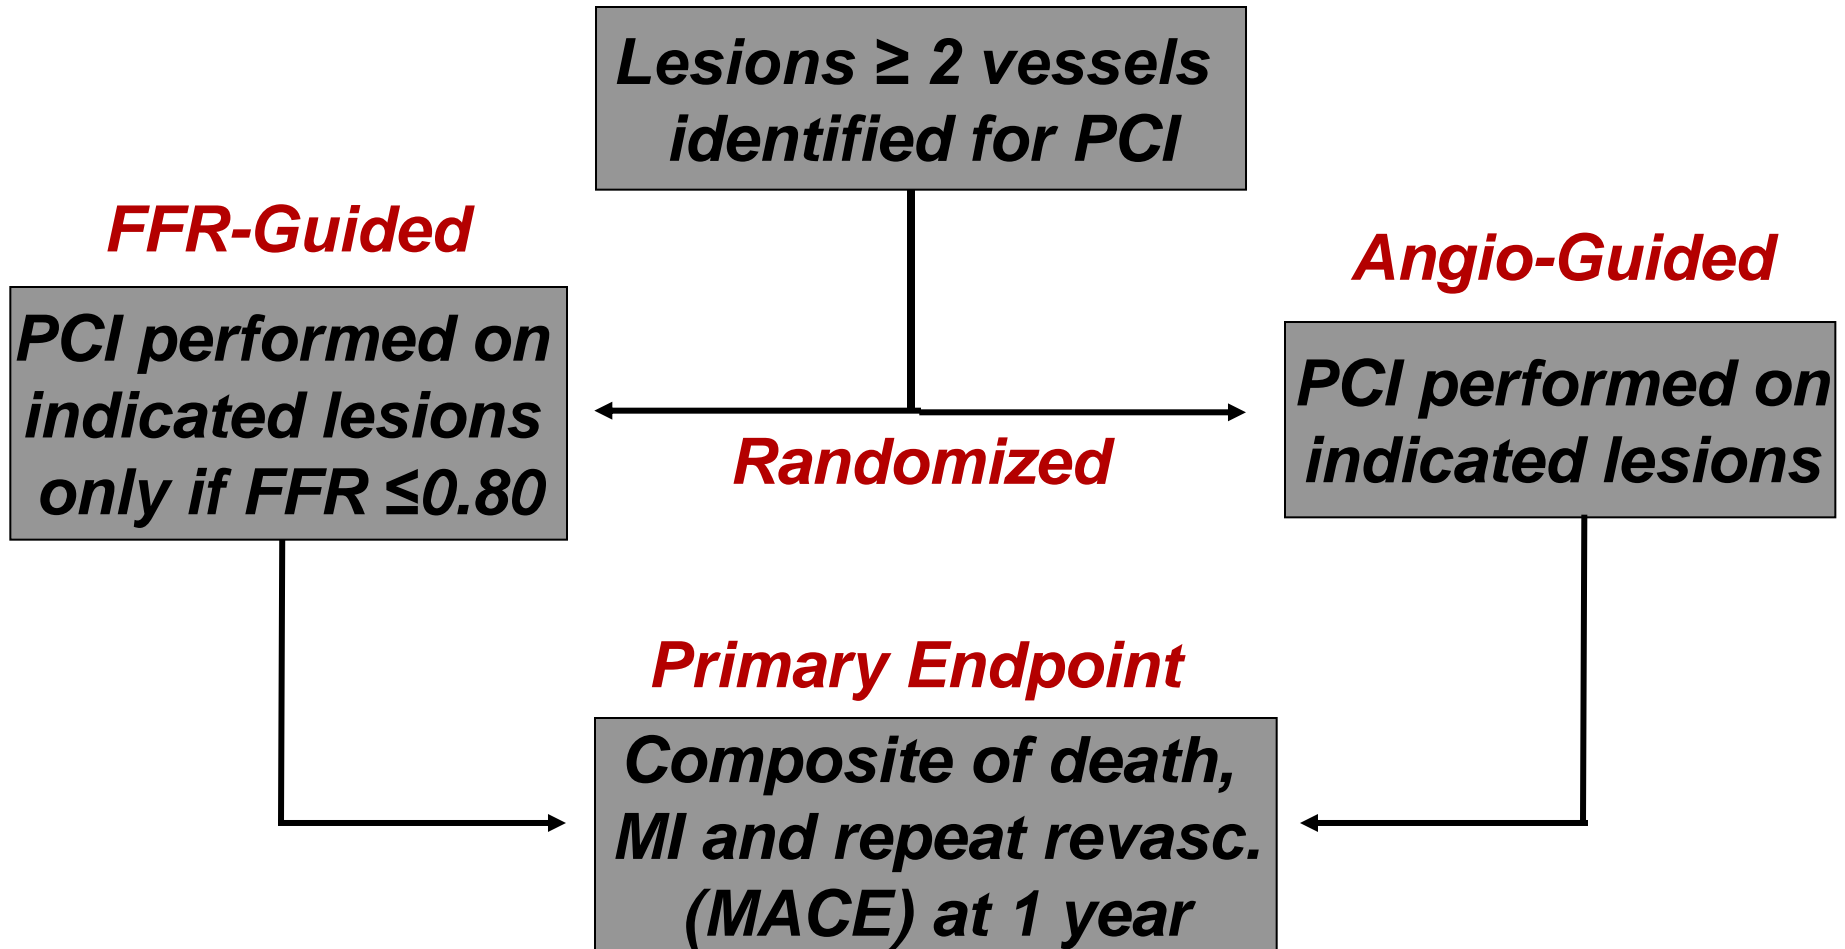 Lesions ≥ 2 vessels
identified for PCI
FFR-Guided
PCI performed on
indicated lesions
only if FFR ≤0.80
Angio-Guided
PCI performed on
indicated lesions
Randomized
Primary Endpoint
Composite of death,
MI and repeat revasc.
(MACE) at 1 year